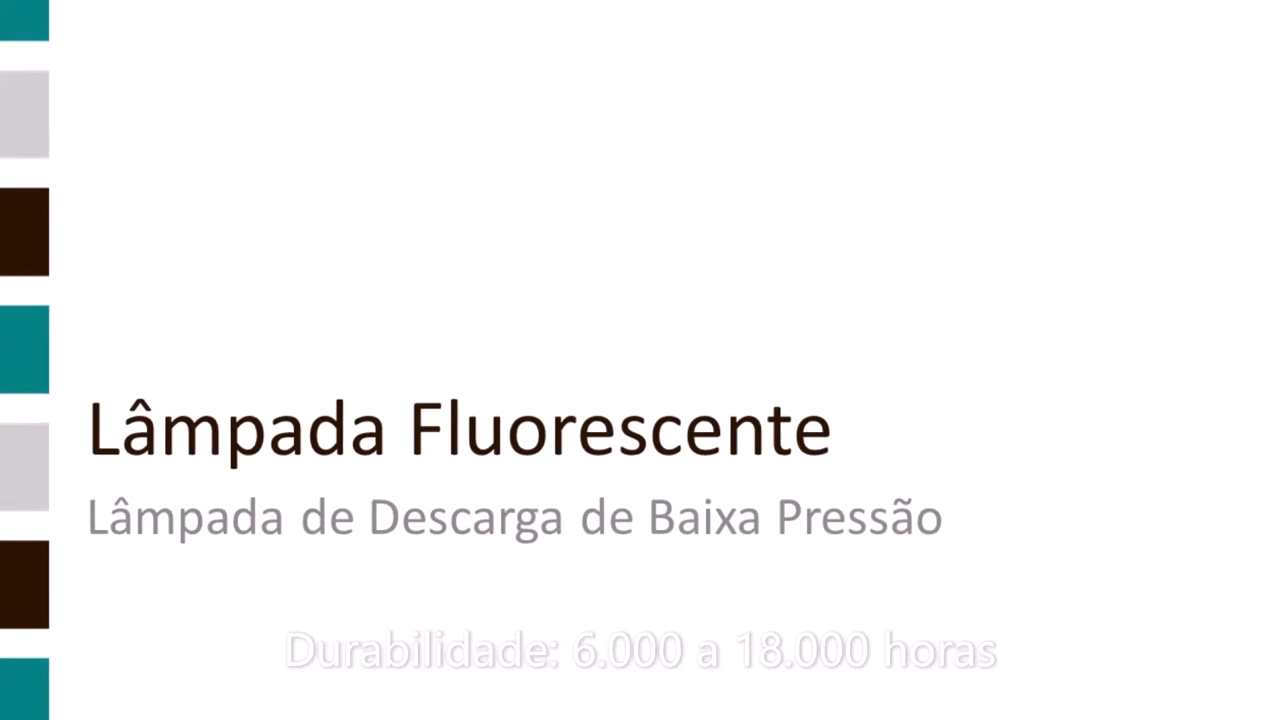 Lâmpada Fluorescente
Lâmpada de Descarga de Baixa Pressão
Durabilidade: 6.000 a 18.000 horas